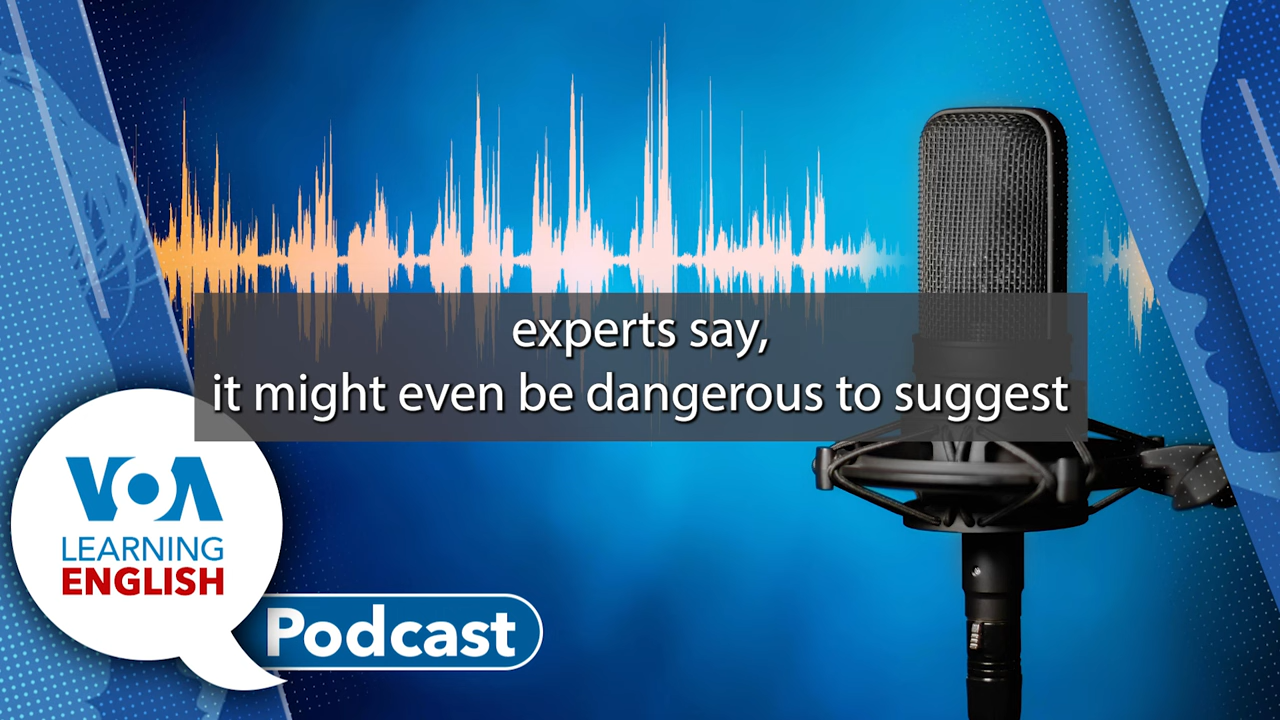 experts say,
it might even be dangerous to suggest
VOA
LEARNING
ENGLISH
Podcast